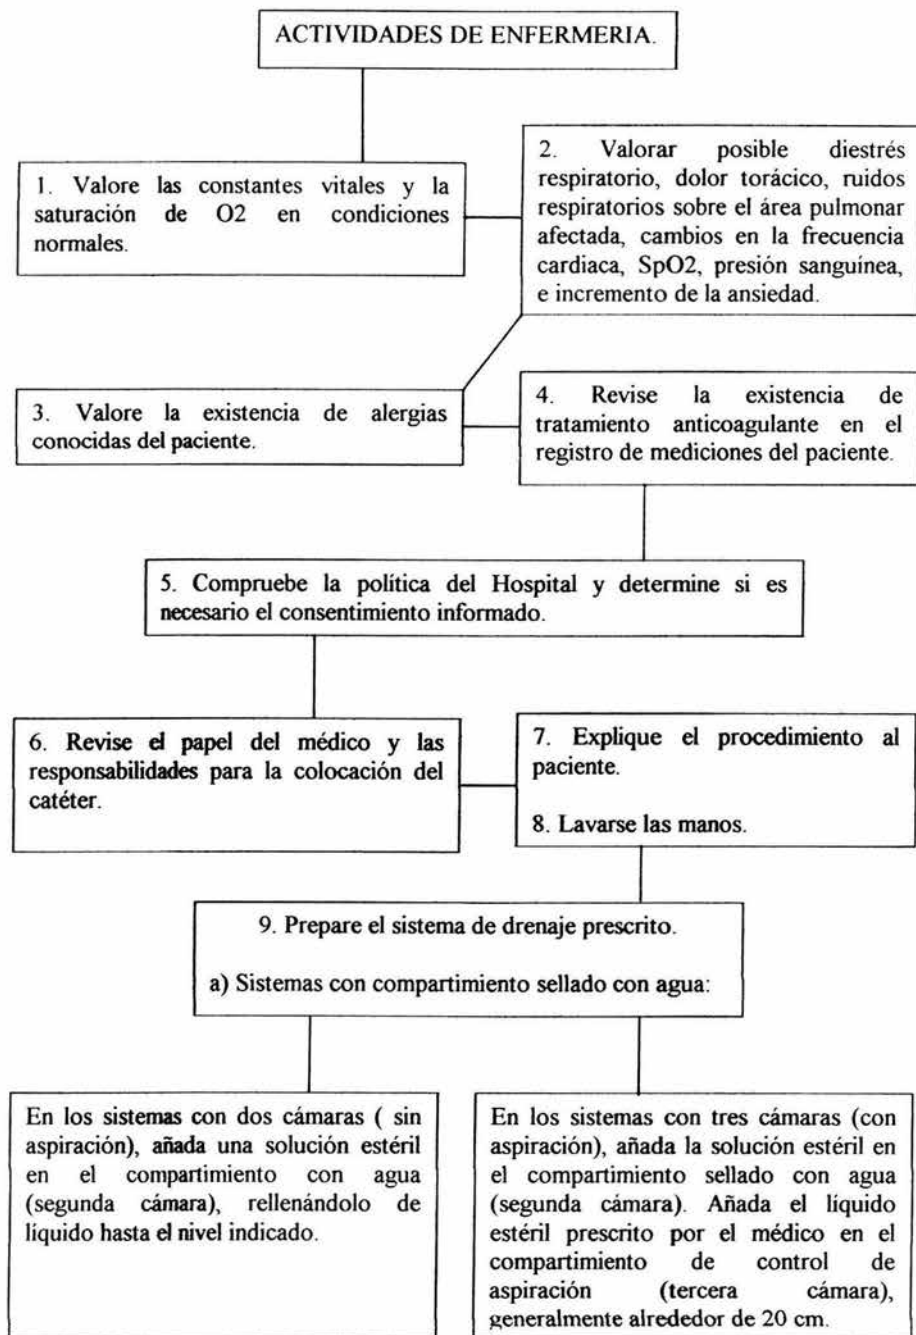 ACTIVIDADES DE ENFERMERIA.
1. Valore las constantes vitales y la
saturación de O2 en condiciones
normales.
2. Valorar posible diestrés
respiratorio, dolor torácico, ruidos
respiratorios sobre el área pulmonar
afectada, cambios en la frecuencia
cardiaca, SpO2, presión sanguínea,
e incremento de la ansiedad.
3. Valore la existencia de alergias
conocidas del paciente.
4. Revise la existencia de
tratamiento anticoagulante en el
registro de mediciones del paciente.
5. Compruebe la política del Hospital y determine si es
necesario el consentimiento informado.
6. Revise el papel del médico y las
responsabilidades para la colocación del
catéter.
7. Explique el procedimiento al
paciente.
8. Lavarse las manos.
9. Prepare el sistema de drenaje prescrito.
a) Sistemas con compartimiento sellado con agua:
En los sistemas con dos cámaras ( sin
aspiración), añada una solución estéril
en el compartimiento con agua
(segunda cámara), rellenándolo de
líquido hasta el nivel indicado.
En los sistemas con tres cámaras (con
aspiración), añada la solución estéril en
el compartimiento sellado con agua
(segunda cámara). Añada el líquido
estéril prescrito por el médico en el
compartimiento de control de
aspiración (tercera cámara),
generalmente alrededor de 20 cm.